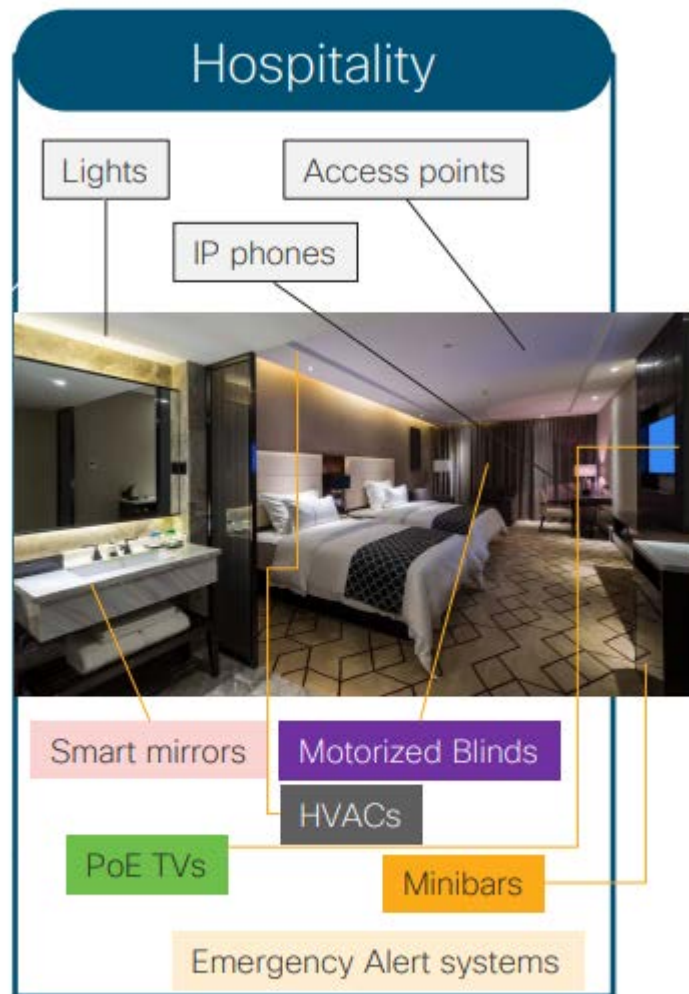 Hospitality
Lights
Access points
IP phones
Smart mirrors
Motorized Blinds
HVACs
PoE TVs
Minibars
Emergency Alert systems